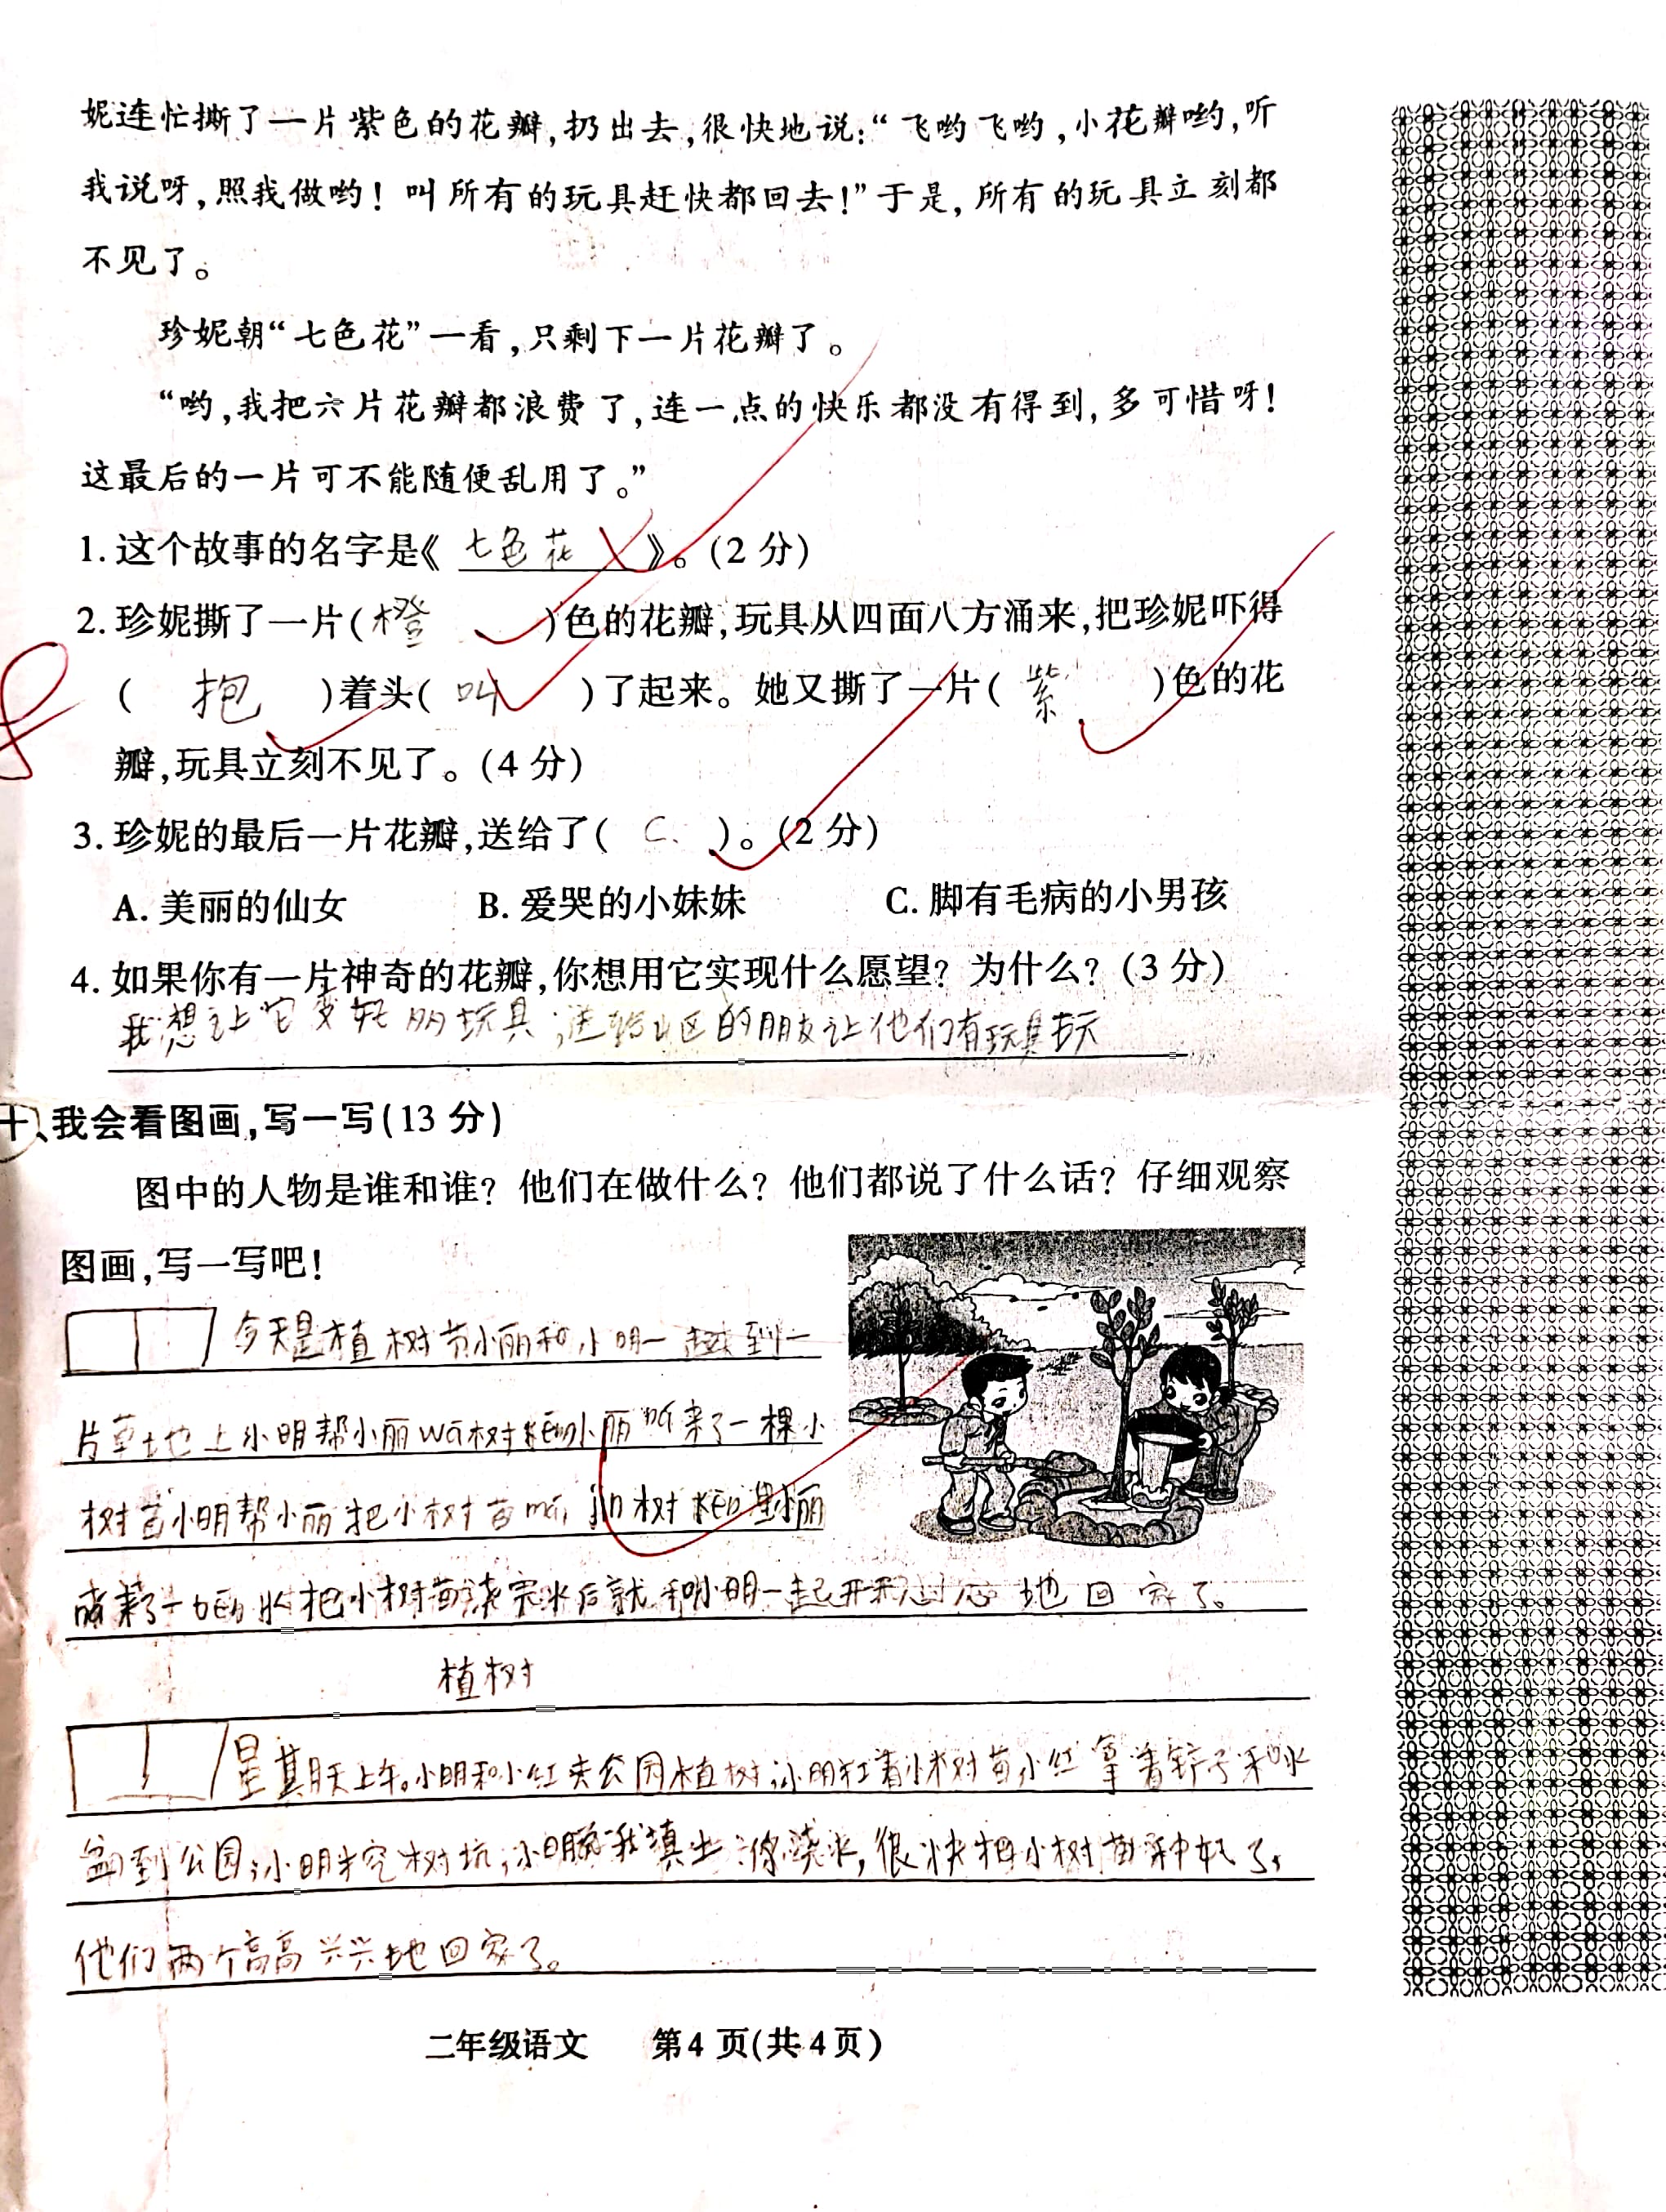 妮连忙撕了一片紫色的花瓣,扔出去,很快地说:“飞哟飞哟,小花瓣哟,听
我说呀,照我做哟!叫所有的玩具赶快都回去!”于是,所有的玩具立刻都
不见了。
珍妮朝“七色花”一看,只剩下一片花瓣了。
“哟,我把六片花瓣都浪费了,连一点的快乐都没有得到,多可惜呀!
这最后的一片可不能随便乱用了。”
1.这个故事的名字是《 七色花 》。(2分)
2.珍妮撕了一片(橙 )色的花瓣,玩具从四面八方涌来,把珍妮吓得
( 抱 )着头( 叫 )了起来。她又撕了一片( 紫 )色的花
瓣,玩具立刻不见了。(4分)
3.珍妮的最后一片花瓣,送给了( C. )。(2分)
A.美丽的仙女 B.爱哭的小妹妹 C.脚有毛病的小男孩
4.如果你有一片神奇的花瓣,你想用它实现什么愿望?为什么?(3分)
我想让它变好多玩具,送给山区的朋友让他们有玩具玩
十、我会看图画,写一写(13分)
图中的人物是谁和谁?他们在做什么?他们都说了什么话?仔细观察
图画,写一写吧!
今天是植树节小丽和小明一起来到一
片草地上小明帮小丽wā树kēng小丽ná来了一棵小
树苗小明帮小丽把小树苗 jìn树kēng里小丽
来了一 水把小树苗浇完水后就和小明一起开开心心地回家了。
植树
星期天上午。小明和小红去公园植树,小明扛着小树苗,小红拿着铲子和水
到公园,小明挖树坑,小明 我填土,你浇水,很快把小树苗种好了,
他们两个高高兴兴地回家了。
二年级语文 第4页(共4页)